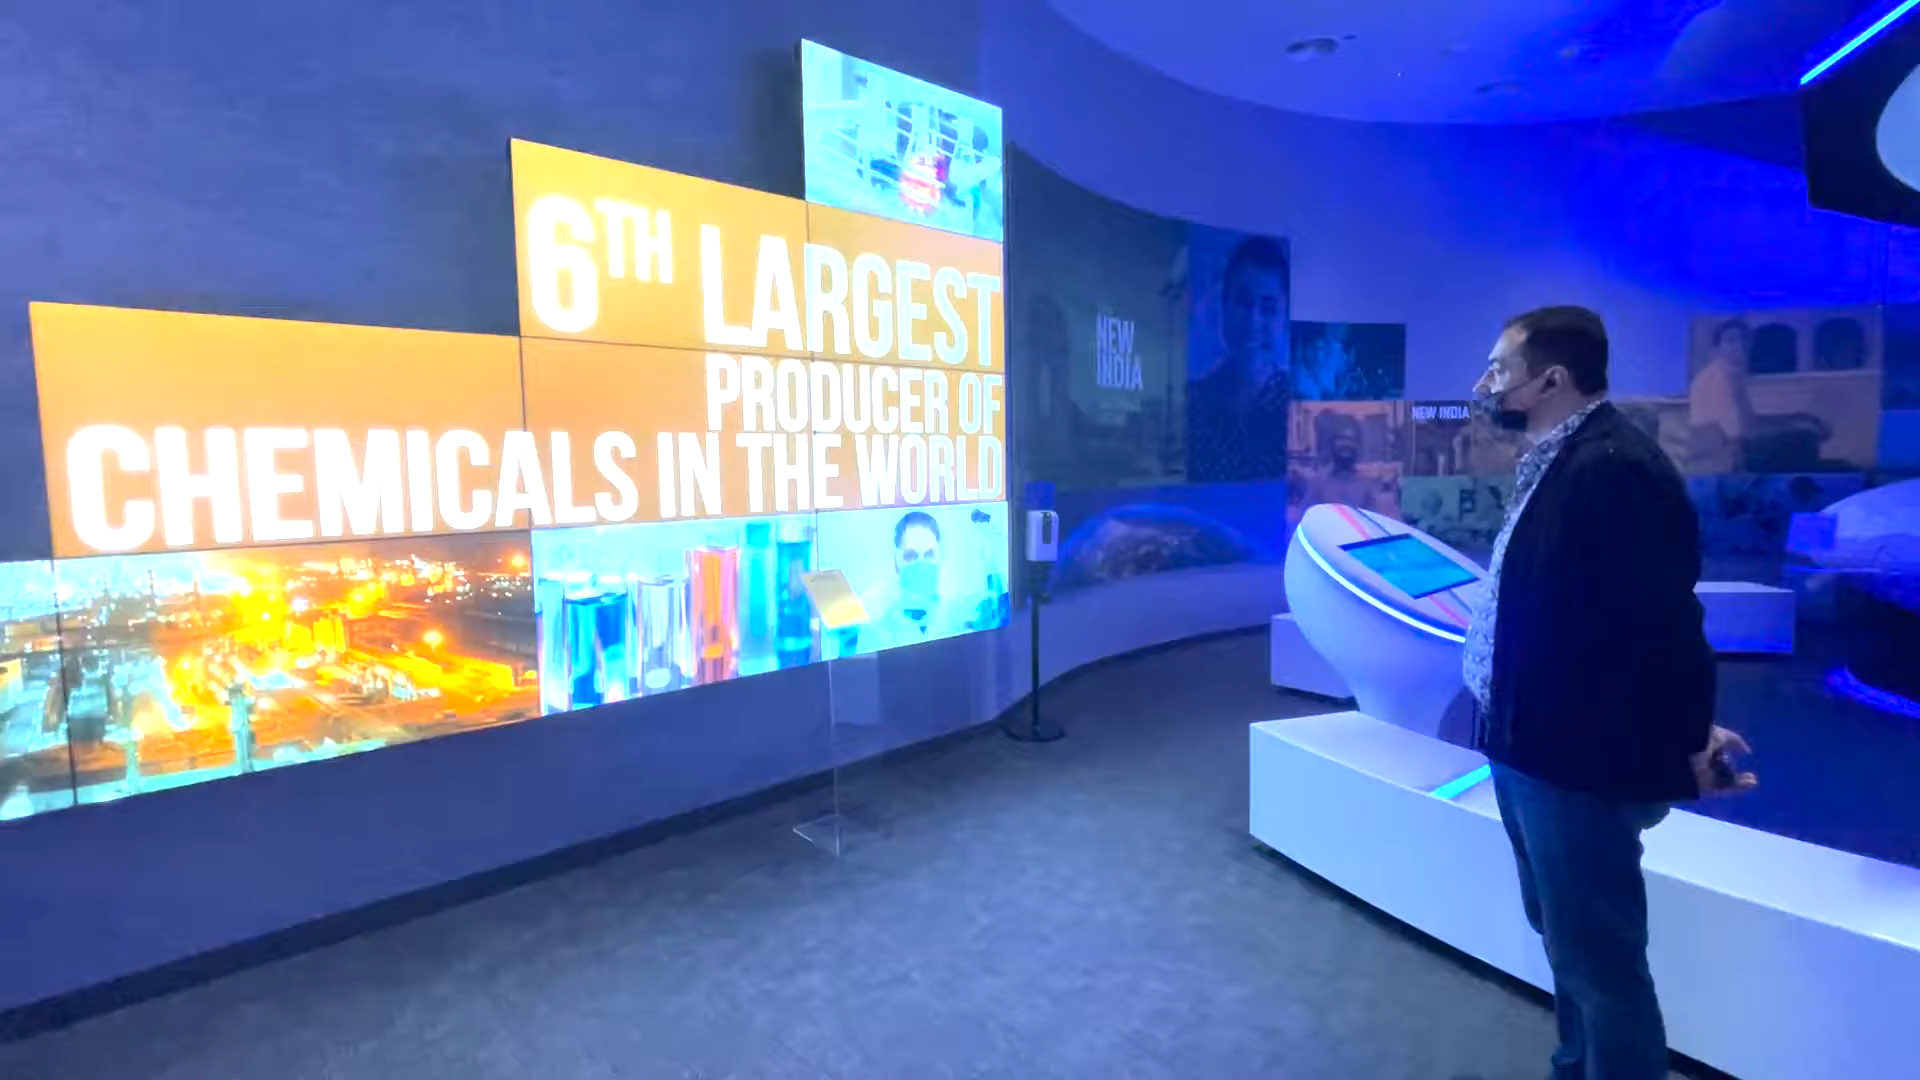 6TH LARGEST
PRODUCER OF
CHEMICALS IN THE WORLD
NEW
INDIA
NEW INDIA